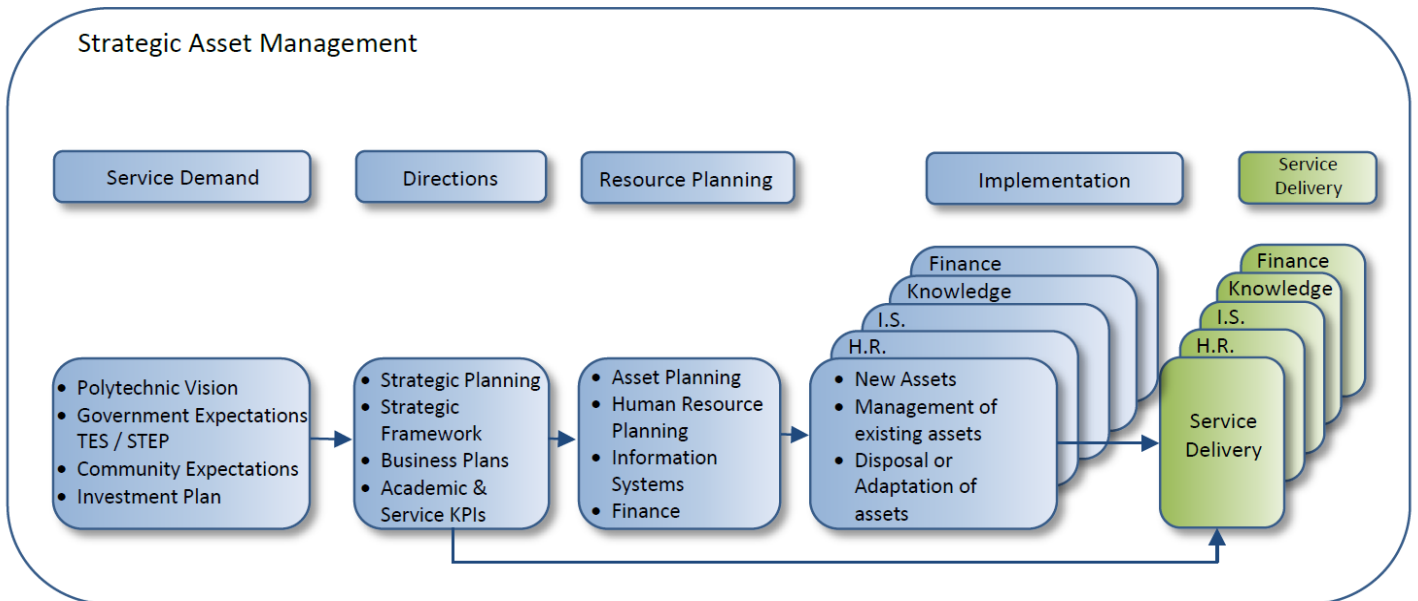 Strategic Asset Management
Service Demand
Directions
Resource Planning
Implementation
Service
Delivery
• Polytechnic Vision
• Government Expectations
TES / STEP
• Community Expectations
• Investment Plan
• Strategic Planning
• Strategic
Framework
• Business Plans
• Academic &
Service KPIs
• Asset Planning
• Human Resource
Planning
• Information
Systems
• Finance
Finance
Knowledge
I.S.
H.R.
• New Assets
• Management of
existing assets
• Disposal or
Adaptation of
assets
Finance
Knowledge
I.S.
H.R.
Service
Delivery